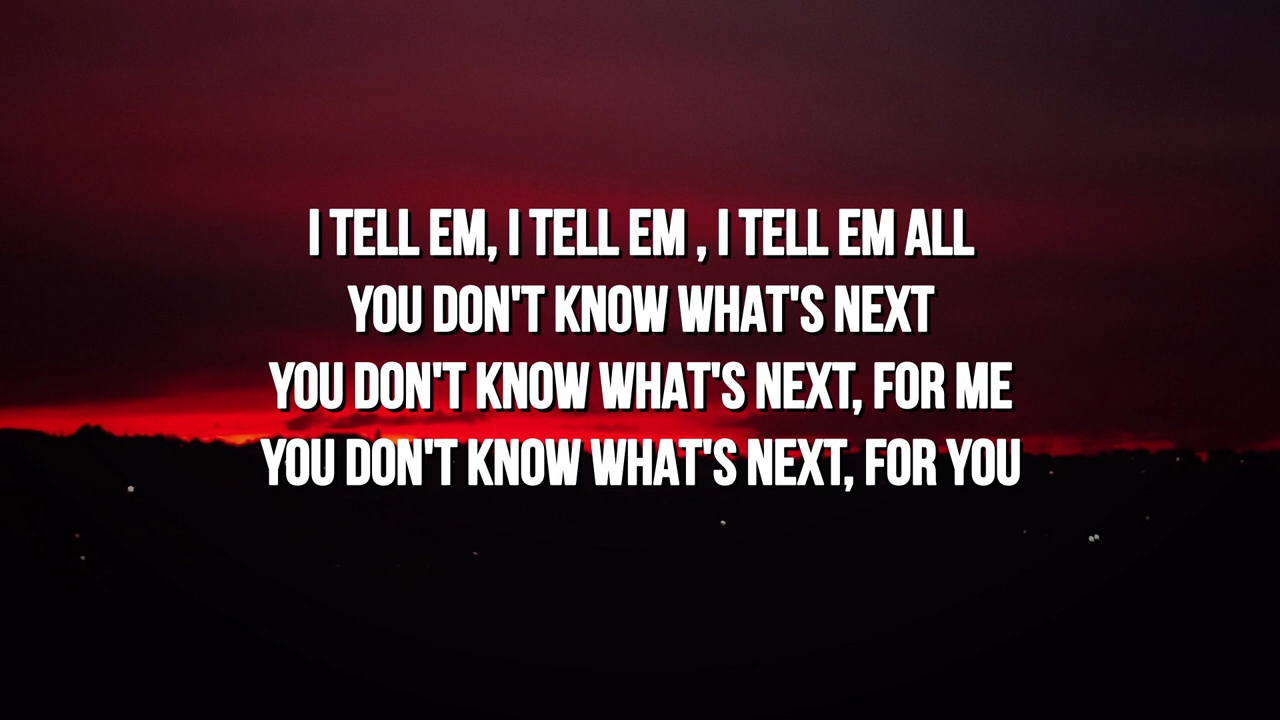 I TELL EM, I TELL EM , I TELL EM ALL
YOU DON'T KNOW WHAT'S NEXT
YOU DON'T KNOW WHAT'S NEXT, FOR ME
YOU DON'T KNOW WHAT'S NEXT, FOR YOU